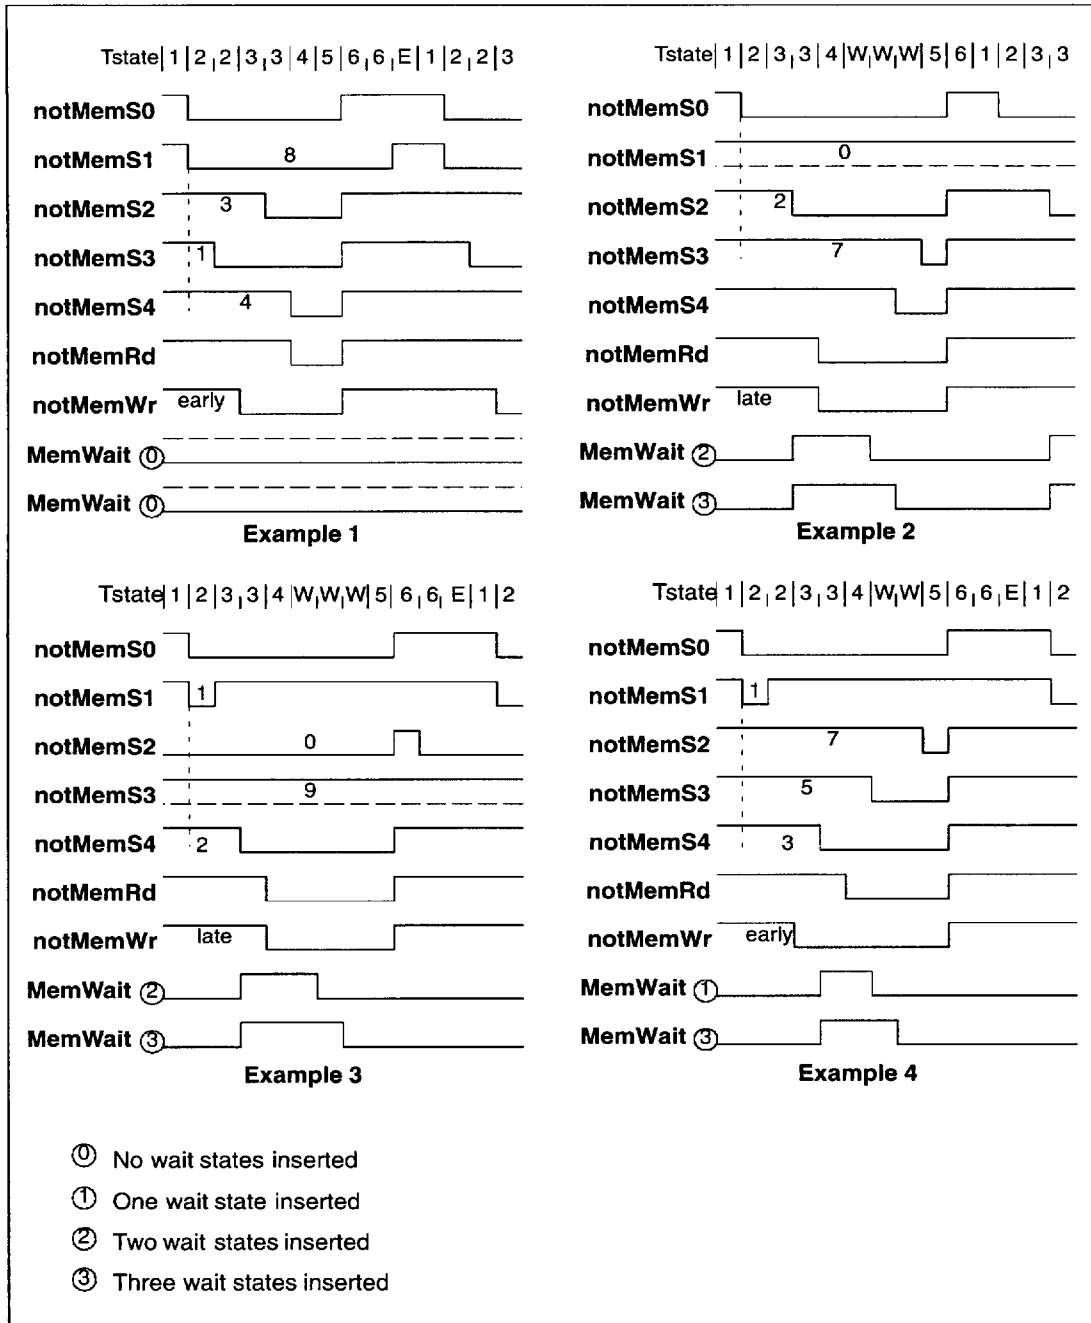 Tstate|1|2|2|3|3|4|5|6|6|E|1|2|2|3
notMemS0
notMemS1 8
notMemS2 3
notMemS3 1
notMemS4 4
notMemRd
notMemWr early
MemWait ⓪
MemWait ⓪
Example 1
Tstate|1|2|3|3|4|W|W|W|5|6|1|2|3|3
notMemS0
notMemS1 0
notMemS2 2
notMemS3 7
notMemS4
notMemRd
notMemWr late
MemWait ②
MemWait ③
Example 2
Tstate|1|2|3|3|4|W|W|W|5|6|6|E|1|2
notMemS0
notMemS1 1
notMemS2 0
notMemS3 9
notMemS4 2
notMemRd
notMemWr late
MemWait ②
MemWait ③
Example 3
Tstate|1|2|2|3|3|4|W|W|5|6|6|E|1|2
notMemS0
notMemS1 1
notMemS2 7
notMemS3 5
notMemS4 3
notMemRd
notMemWr early
MemWait ①
MemWait ③
Example 4
⓪ No wait states inserted
① One wait state inserted
② Two wait states inserted
③ Three wait states inserted